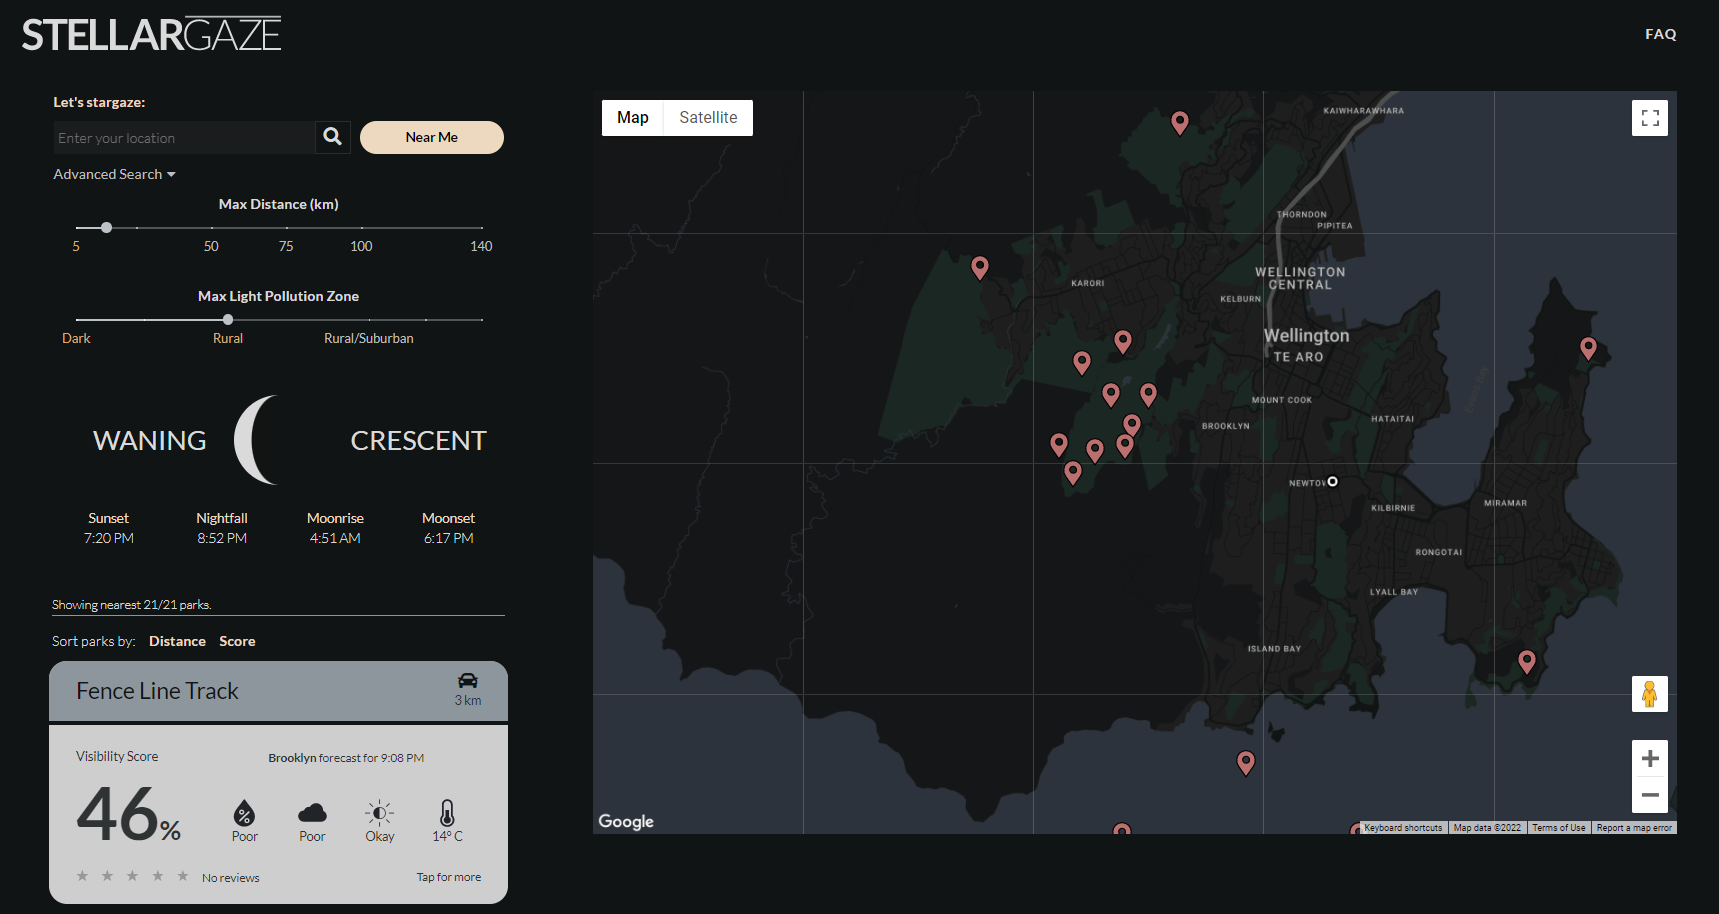 STELLARGAZE
FAQ
Let's stargaze:
Enter your location
Near Me
Advanced Search
Max Distance (km)
5 50 75 100 140
Max Light Pollution Zone
Dark Rural Rural/Suburban
WANING CRESCENT
Sunset Nightfall Moonrise Moonset
7:20 PM 8:52 PM 4:51 AM 6:17 PM
Showing nearest 21/21 parks.
Sort parks by: Distance Score
Fence Line Track
3 km
Visibility Score
Brooklyn forecast for 9:08 PM
46%
%
Poor Poor Okay 14° C
No reviews
Tap for more
Map Satellite
KAIWHARAWHARA
THORNDON
PIPITEA
WELLINGTON
CENTRAL
KARORI
KELBURN
Wellington
TE ARO
MOUNT COOK
HATAITAI
BROOKLYN
Evans Bay
NEWTOW
MIRAMAR
KILBIRNIE
RONGOTAI
LYALL BAY
ISLAND BAY
Google
Keyboard shortcuts Map data ©2022 Terms of Use Report a map error